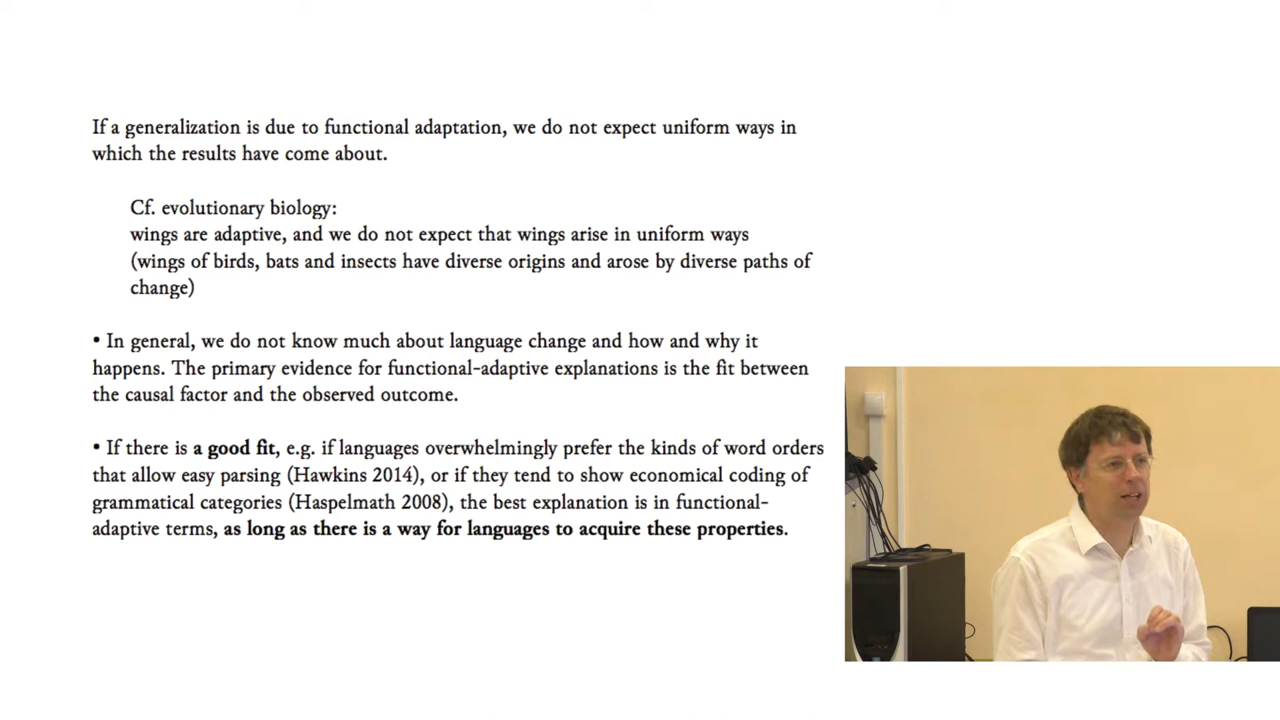 If a generalization is due to functional adaptation, we do not expect uniform ways in
which the results have come about.
Cf. evolutionary biology:
wings are adaptive, and we do not expect that wings arise in uniform ways
(wings of birds, bats and insects have diverse origins and arose by diverse paths of
change)
• In general, we do not know much about language change and how and why it
happens. The primary evidence for functional-adaptive explanations is the fit between
the causal factor and the observed outcome.
• If there is a good fit, e.g. if languages overwhelmingly prefer the kinds of word orders
that allow easy parsing (Hawkins 2014), or if they tend to show economical coding of
grammatical categories (Haspelmath 2008), the best explanation is in functional-
adaptive terms, as long as there is a way for languages to acquire these properties.